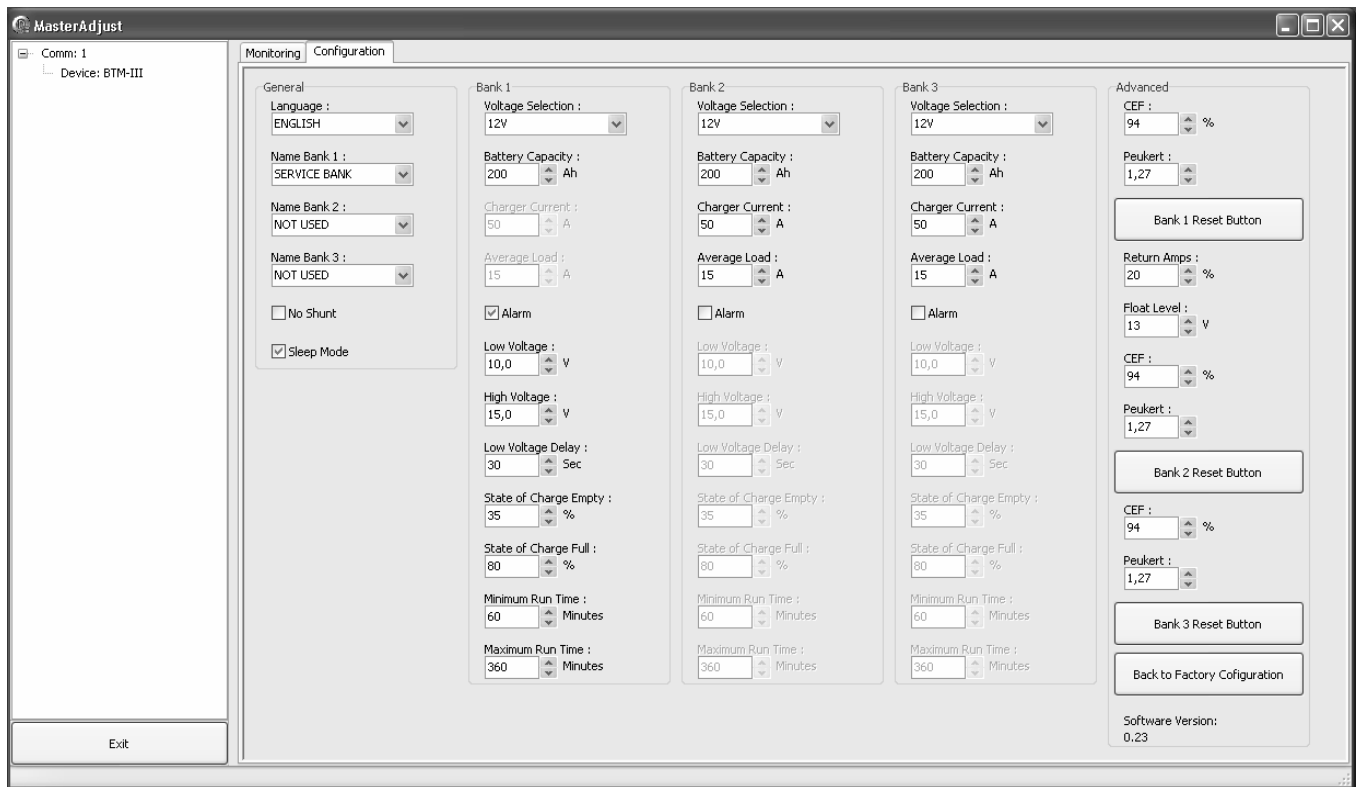 MasterAdjust
Comm: 1
Device: BTM-III
Exit
Monitoring
Configuration
General
Language :
ENGLISH
Name Bank 1 :
SERVICE BANK
Name Bank 2 :
NOT USED
Name Bank 3 :
NOT USED
No Shunt
Sleep Mode
Bank 1
Voltage Selection :
12V
Battery Capacity :
200 Ah
Charger Current :
50 A
Average Load :
15 A
Alarm
Low Voltage :
10,0 V
High Voltage :
15,0 V
Low Voltage Delay :
30 Sec
State of Charge Empty :
35 %
State of Charge Full :
80 %
Minimum Run Time :
60 Minutes
Maximum Run Time :
360 Minutes
Bank 2
Voltage Selection :
12V
Battery Capacity :
200 Ah
Charger Current :
50 A
Average Load :
15 A
Alarm
Low Voltage :
10,0 V
High Voltage :
15,0 V
Low Voltage Delay :
30 Sec
State of Charge Empty :
35 %
State of Charge Full :
80 %
Minimum Run Time :
60 Minutes
Maximum Run Time :
360 Minutes
Bank 3
Voltage Selection :
12V
Battery Capacity :
200 Ah
Charger Current :
50 A
Average Load :
15 A
Alarm
Low Voltage :
10,0 V
High Voltage :
15,0 V
Low Voltage Delay :
30 Sec
State of Charge Empty :
35 %
State of Charge Full :
80 %
Minimum Run Time :
60 Minutes
Maximum Run Time :
360 Minutes
Advanced
CEF :
94 %
Peukert :
1,27
Bank 1 Reset Button
Return Amps :
20 %
Float Level :
13 V
CEF :
94 %
Peukert :
1,27
Bank 2 Reset Button
CEF :
94 %
Peukert :
1,27
Bank 3 Reset Button
Back to Factory Cofiguration
Software Version:
0.23